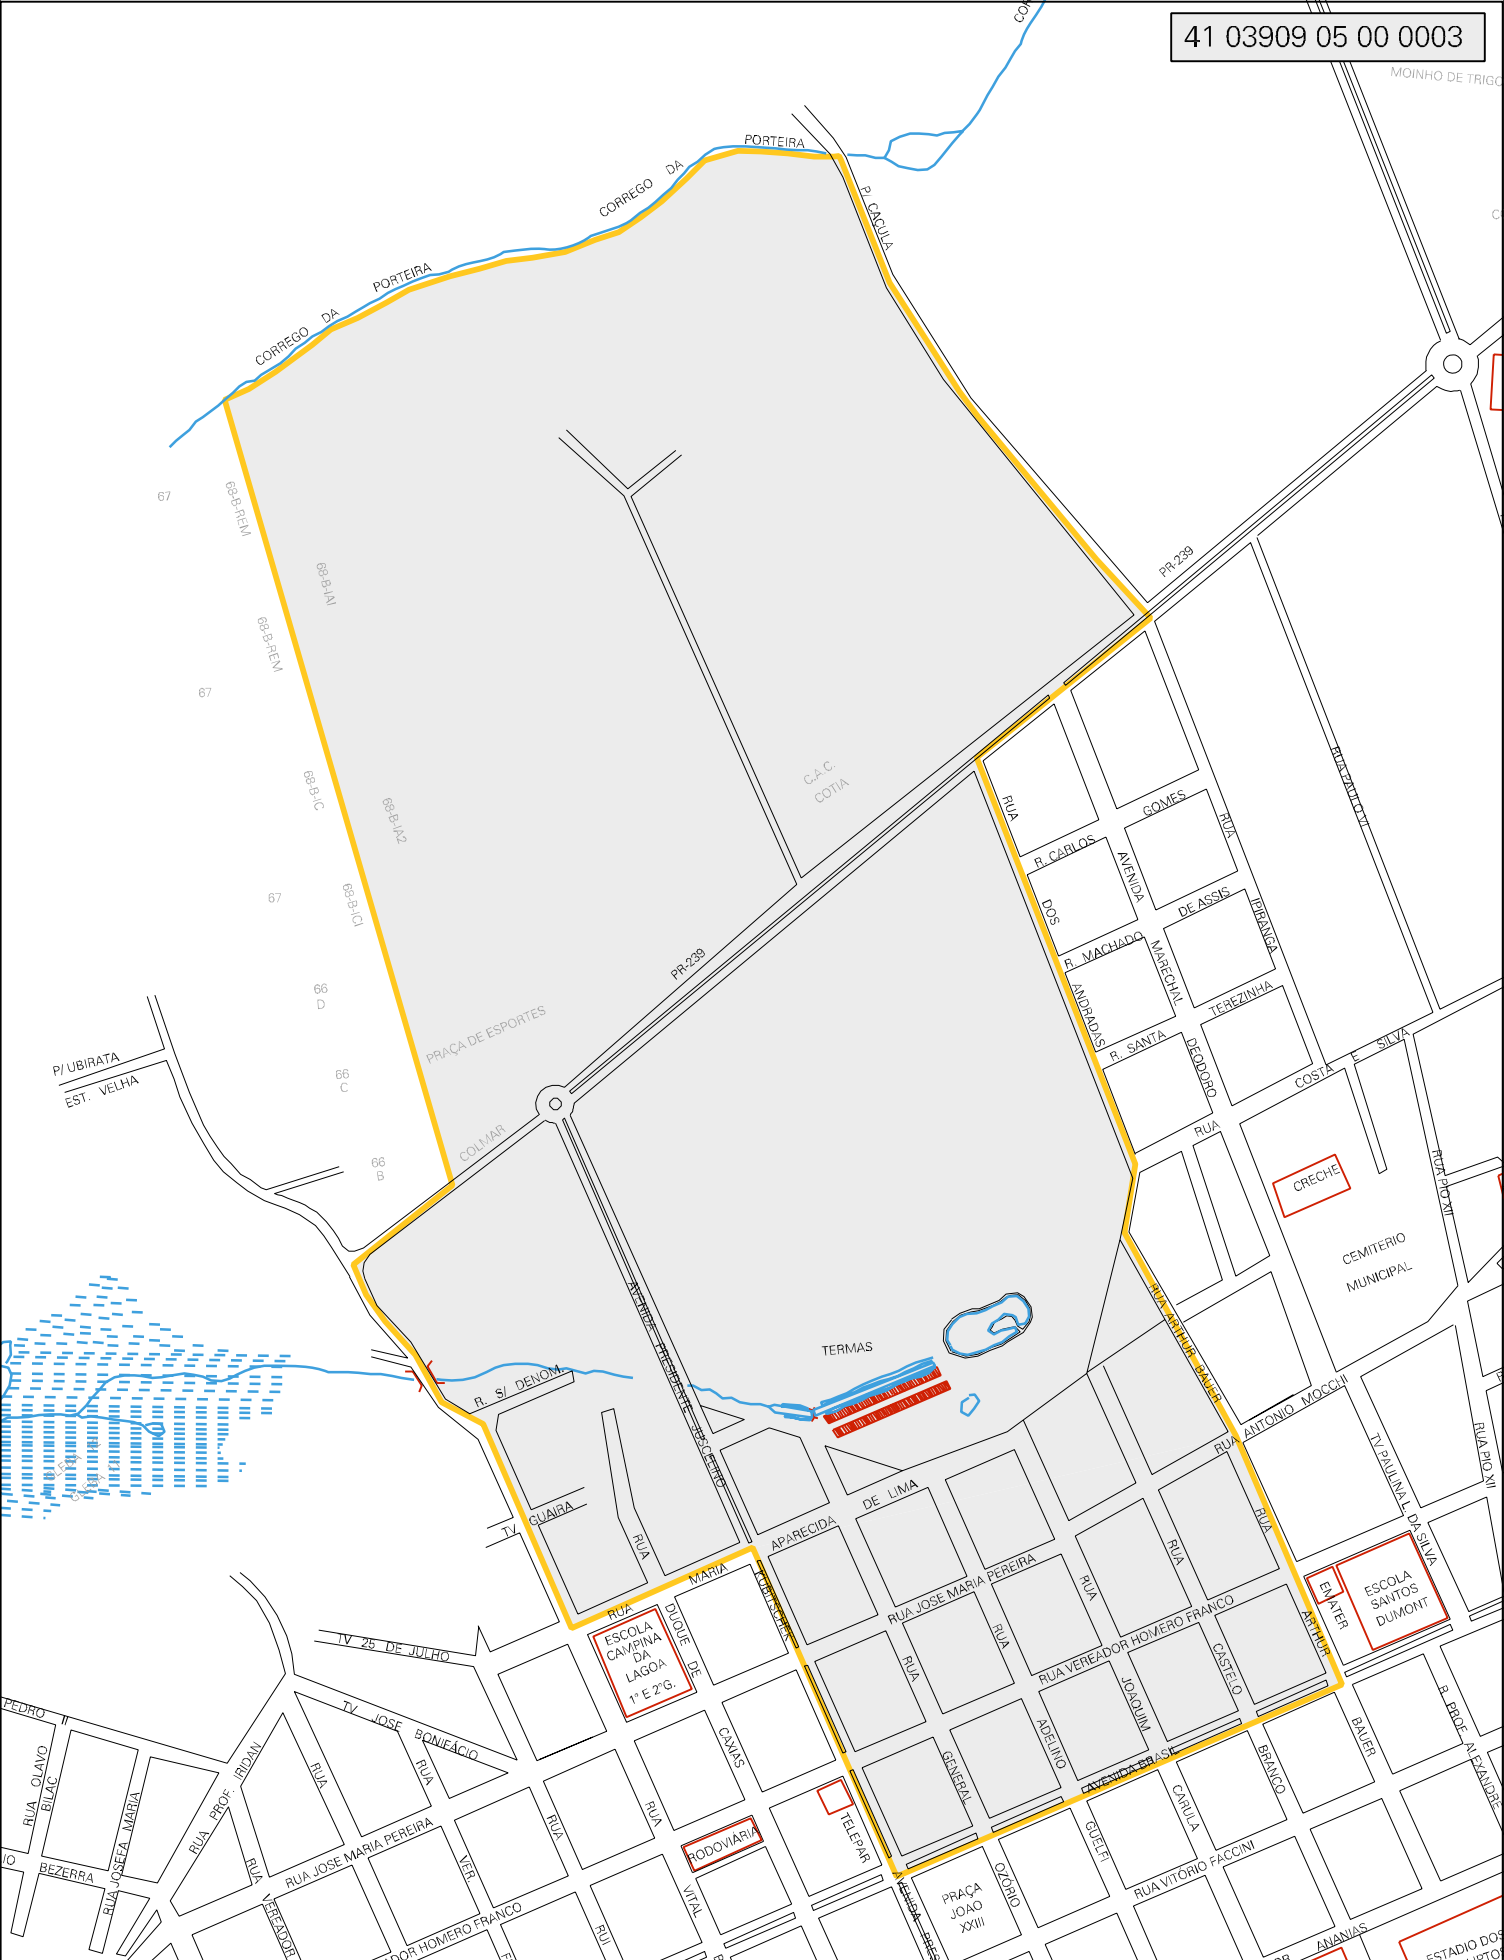 41 03909 05 00 0003
MOINHO DE TRIGO
PORTEIRA
CORREGO DA
P/ CACULA
PORTEIRA
CORREGO DA
67
68-B-REM
68-B-IAI
PR-239
68-B-REM
67
68-B-IC
68-B-IA2
C.A.C.
COTIA
RUA
GOMES
RUA
RUA PAULO VI
R. CARLOS
AVENIDA
67
68-B-ICI
DOS
DE ASSIS
IPIRANGA
R. MACHADO
MARECHAL
PR-239
66
D
ANDRADAS
TEREZINHA
PRAÇA DE ESPORTES
R. SANTA
DEODORO
E SILVA
COSTA
P/ UBIRATA
EST. VELHA
66
C
COLMAR
RUA
66
B
CRECHE
RUA PIO XII
CEMITERIO
MUNICIPAL
AVENIDA PRESIDENTE JUSCELINO
TERMAS
RUA ARTHUR BAUER
R. S/ DENOM.
RUA ANTONIO MOCCHI
RUA PIO XII
TV PAULINA L. DA SILVA
TV GUAIRA
RUA
DE LIMA
APARECIDA
RUA
RUA
MARIA
RUA
KUBITSCHEK
RUA JOSE MARIA PEREIRA
RUA
EMATER
ESCOLA
SANTOS
DUMONT
ESCOLA
CAMPINA
DA
LAGOA
1° E 2°G.
DUQUE DE
RUA VEREADOR HOMERO FRANCO
ARTHUR
TV 25 DE JULHO
RUA
RUA
CASTELO
JOAQUIM
PEDRO
TV JOSE BONIFÁCIO
CAXIAS
GENERAL
ADELINO
AVENIDA BRASIL
BRANCO
BAUER
R. PROF. ALEXANDRE
RUA OLAVO
BILAC
RUA PROF. IRIDAN
RUA
RUA
RUA JOSEFA MARIA
RUA
RUA
TELEPAR
CARULA
GUELFI
RODOVIÁRIA
BEZERRA
RUA JOSE MARIA PEREIRA
VER.
RUA VEREADOR
VITAL
AVENIDA PRES
PRAÇA
JOAO
XXIII
OZÓRIO
RUA VITÓRIO FACCINI
DOR HOMERO FRANCO
RUI
ANANIAS
ESTADIO DOS